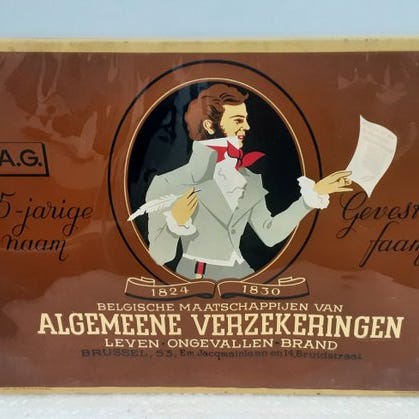 A.G.
5-jarige
naam
Gevest
faam
1824 1830
BELGISCHE MAATSCHAPPIJEN VAN
ALGEMEENE VERZEKERINGEN
LEVEN · ONGEVALLEN · BRAND
BRUSSEL, 53, Em. Jacqmainlaan en 14, Bruidstraat